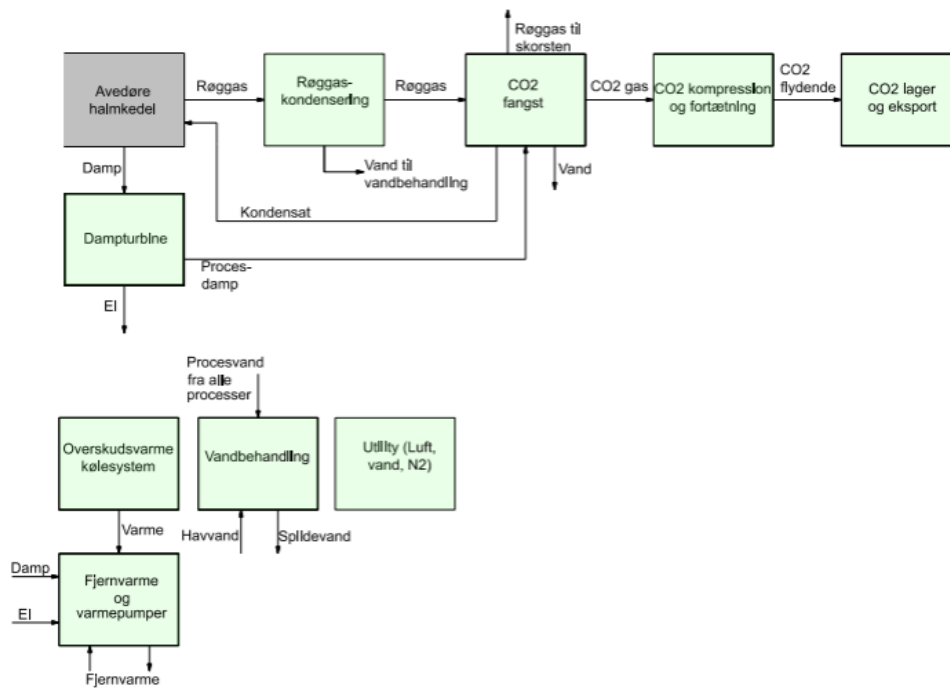 Røggas til
skorsten
Avedøre
halmkedel
Røggas
Røggas-
kondensering
Røggas
CO2
fangst
CO2 gas
CO2 kompression
og fortætning
CO2
flydende
CO2 lager
og eksport
Damp
Vand til
vandbehandling
Vand
Kondensat
Dampturbine
Proces-
damp
El
Procesvand
fra alle
processer
Overskudsvarme
kølesystem
Vandbehandling
Utility (Luft,
vand, N2)
Varme
Havvand
Spildevand
Damp
Fjernvarme
og
varmepumper
El
Fjernvarme